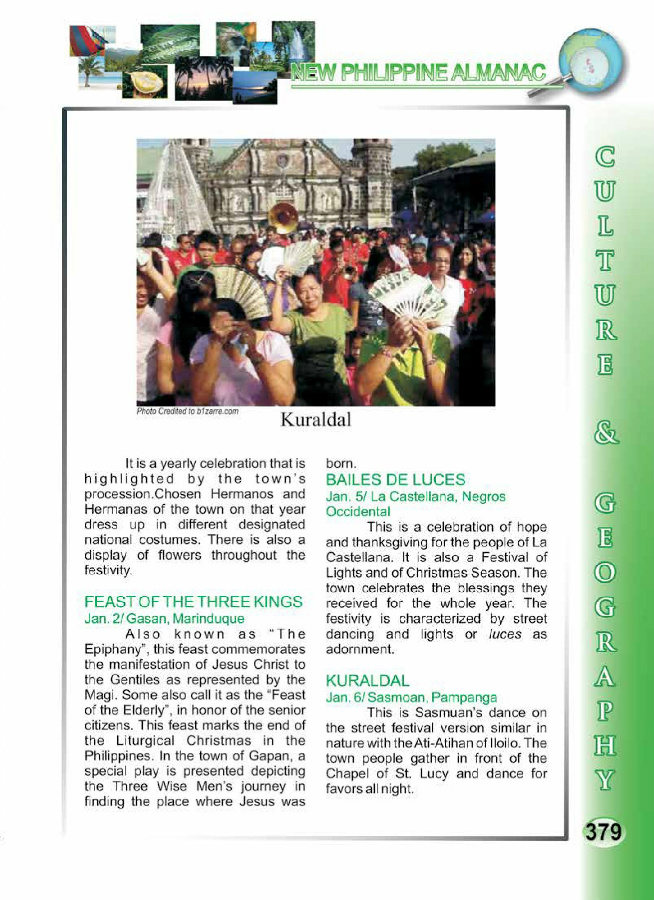 NEW PHILIPPINE ALMANAC
Photo Credited to b1zarre.com
Kuraldal
It is a yearly celebration that is
highlighted by the town's
procession.Chosen Hermanos and
Hermanas of the town on that year
dress up in different designated
national costumes. There is also a
display of flowers throughout the
festivity.
FEAST OF THE THREE KINGS
Jan. 2/ Gasan, Marinduque
Also known as "The
Epiphany", this feast commemorates
the manifestation of Jesus Christ to
the Gentiles as represented by the
Magi. Some also call it as the "Feast
of the Elderly", in honor of the senior
citizens. This feast marks the end of
the Liturgical Christmas in the
Philippines. In the town of Gapan, a
special play is presented depicting
the Three Wise Men's journey in
finding the place where Jesus was
born.
BAILES DE LUCES
Jan. 5/ La Castellana, Negros
Occidental
This is a celebration of hope
and thanksgiving for the people of La
Castellana. It is also a Festival of
Lights and of Christmas Season. The
town celebrates the blessings they
received for the whole year. The
festivity is characterized by street
dancing and lights or luces as
adornment.
KURALDAL
Jan. 6/ Sasmoan, Pampanga
This is Sasmuan's dance on
the street festival version similar in
nature with the Ati-Atihan of Iloilo. The
town people gather in front of the
Chapel of St. Lucy and dance for
favors all night.
CULTURE & GEOGRAPHY
379